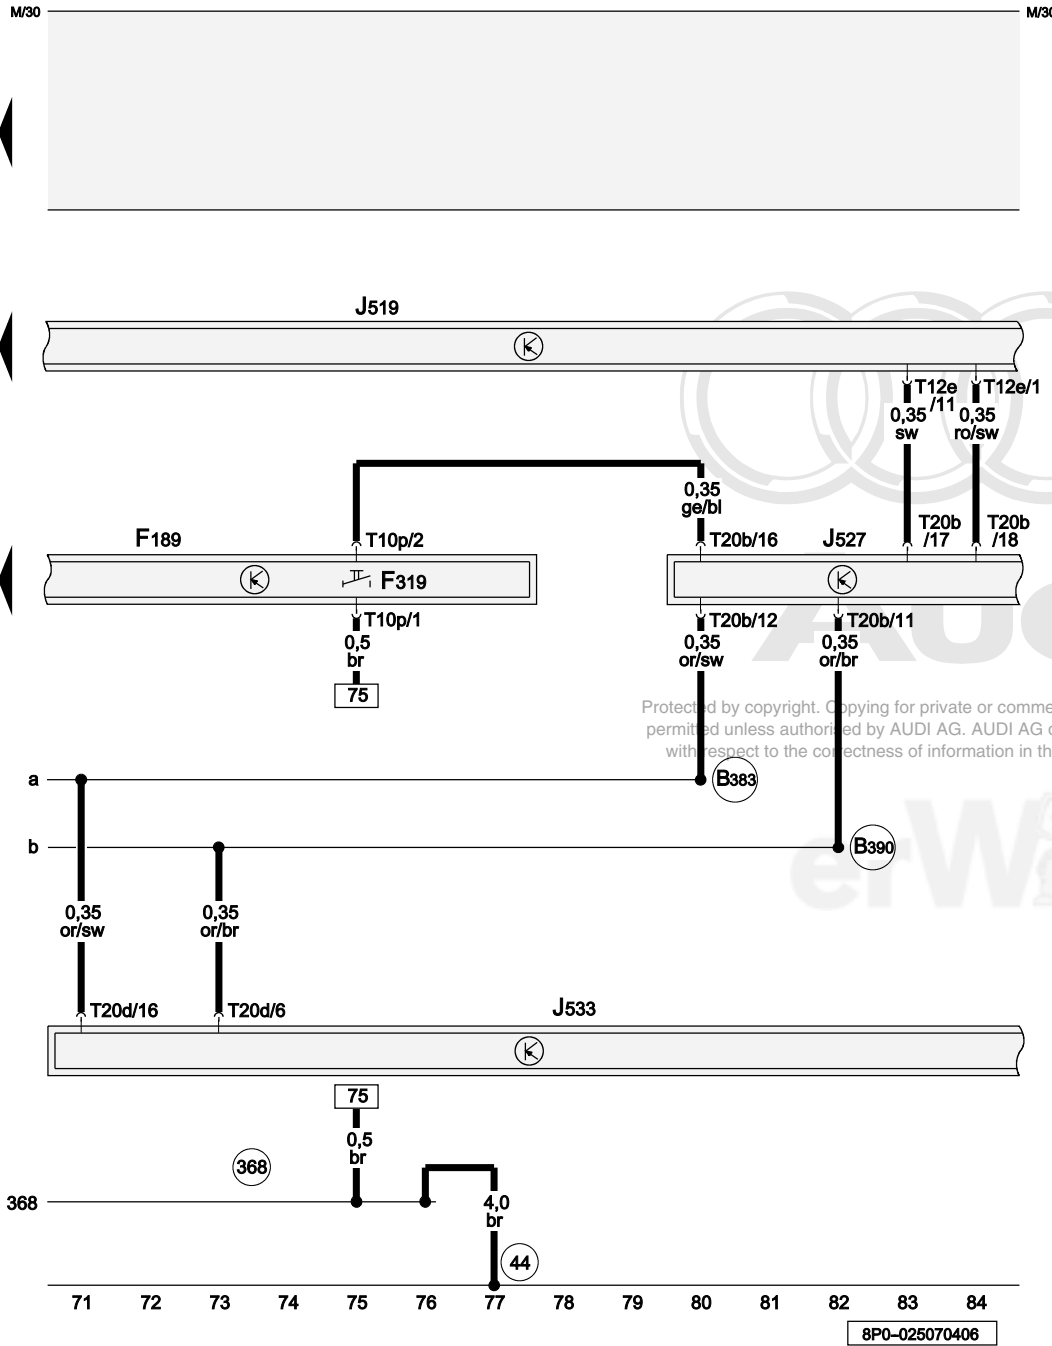 M/30
M/30
J519
T12e
/11
T12e/1
0,35
sw
0,35
ro/sw
0,35
ge/bl
F189
T10p/2
T20b/16
J527
T20b
/17
T20b
/18
F319
T10p/1
T20b/12
T20b/11
0,5
br
0,35
or/sw
0,35
or/br
75
Protected by copyright. Copying for private or comme
permitted unless authorised by AUDI AG. AUDI AG
with respect to the correctness of information in th
a
B383
b
B390
0,35
or/sw
0,35
or/br
T20d/16
T20d/6
J533
75
0,5
br
368
368
4,0
br
44
71 72 73 74 75 76 77 78 79 80 81 82 83 84
8P0–025070406